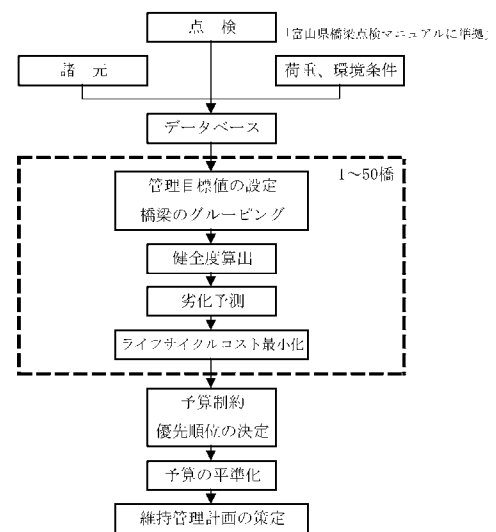 点　検
「富山県橋梁点検マニュアルに準拠」
諸　元
荷重、環境条件
データベース
1～50橋
管理目標値の設定
橋梁のグルーピング
健全度算出
劣化予測
ライフサイクルコスト最小化
予算制約
優先順位の決定
予算の平準化
維持管理計画の策定